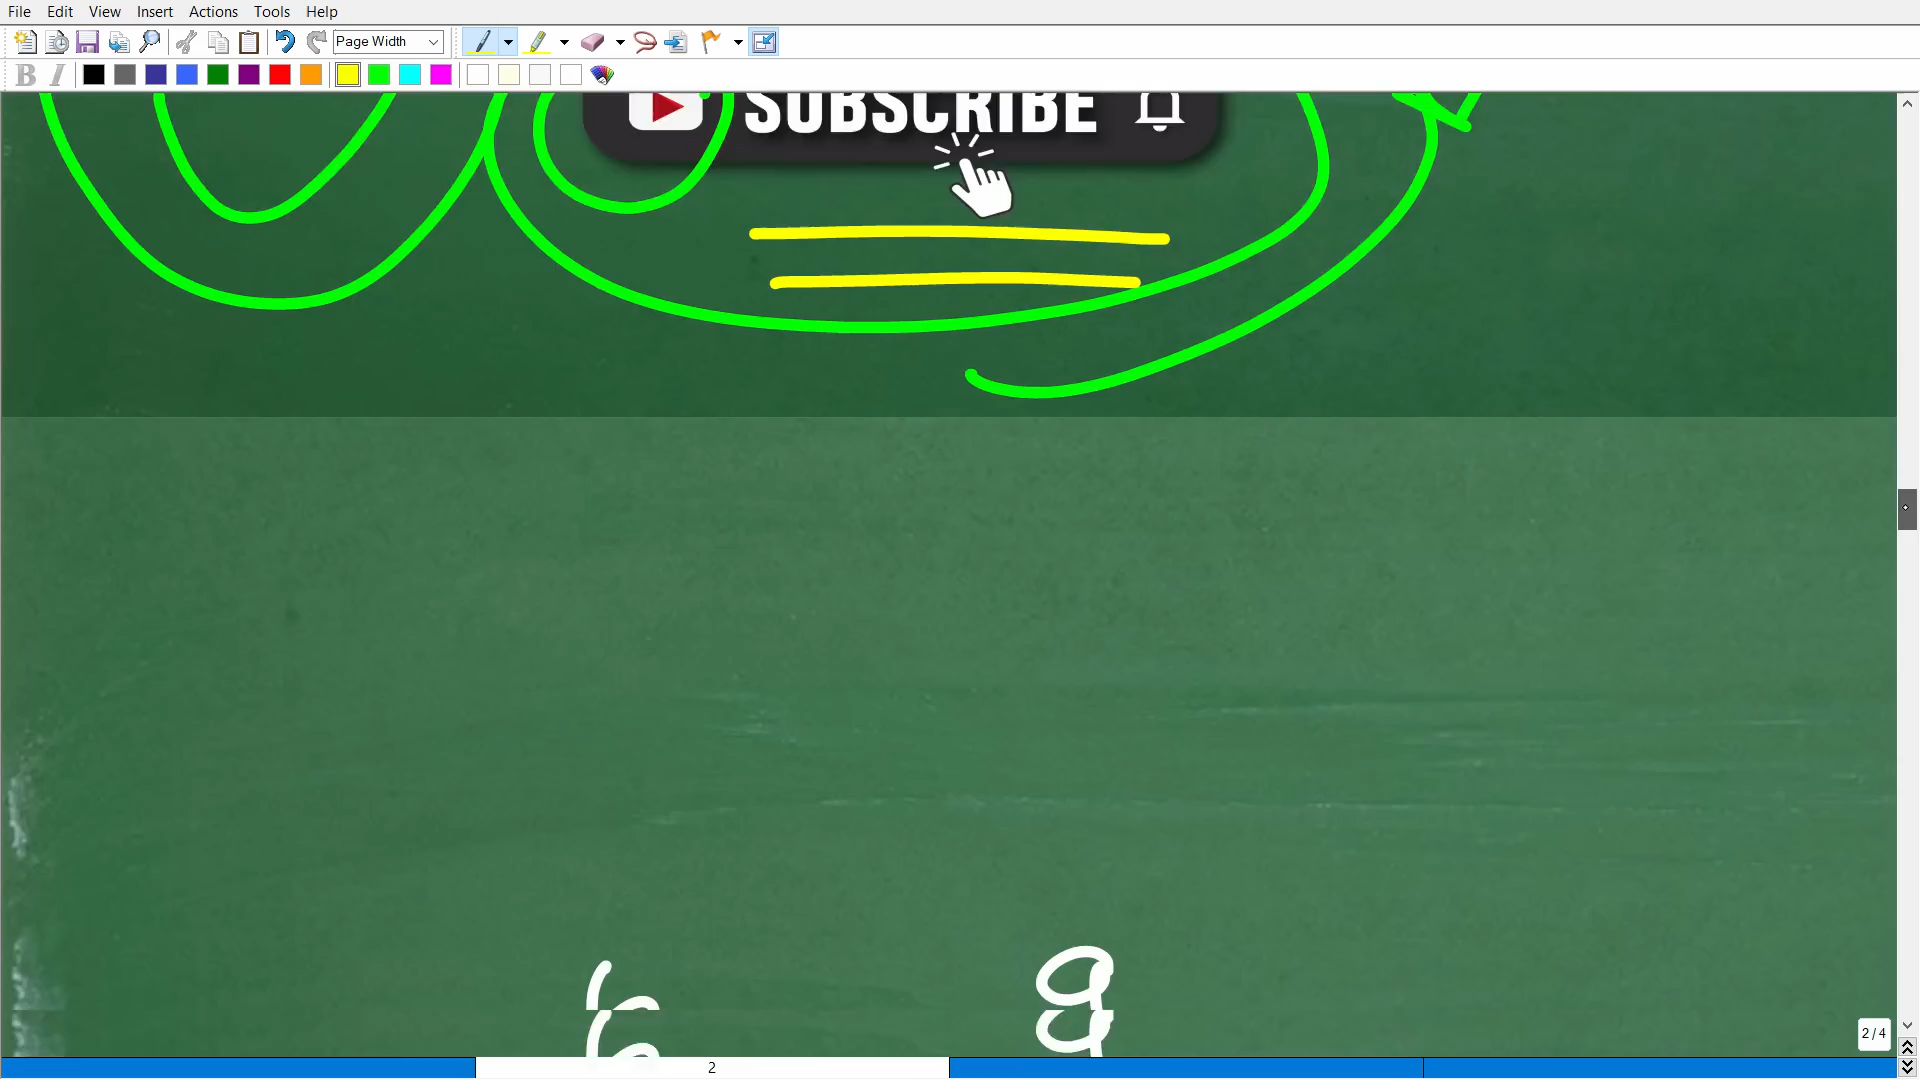 File Edit View Insert Actions Tools Help
Page Width
B I
SUBSCRIBE
6 9
2 / 4
2